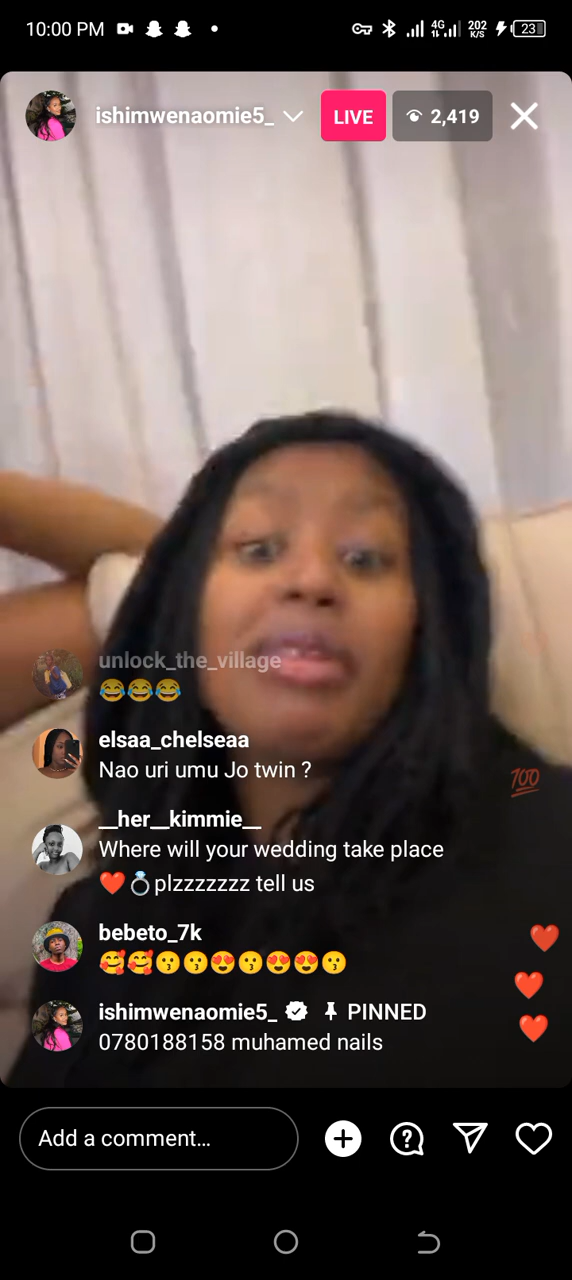 10:00 PM 4G 202 K/S 23
ishimwenaomie5_ LIVE 2,419
unlock_the_village
😂😂😂
elsaa_chelseaa
Nao uri umu Jo twin ?
💯
__her__kimmie__
Where will your wedding take place
❤️💍plzzzzzzz tell us
bebeto_7k
🥰🥰😗😗😍😗😍😍😗
ishimwenaomie5_ PINNED
0780188158 muhamed nails
Add a comment...